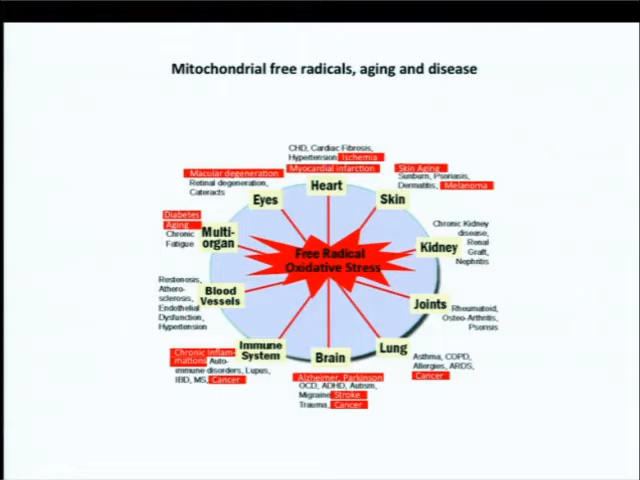 Mitochondrial free radicals, aging and disease
CHD, Cardiac Fibrosis,
Hypertension Ischemia
Myocardial infarction
Heart
Skin Aging
Sunburn, Psoriasis,
Dermatitis, Melanoma
Skin
Chronic Kidney
disease,
Renal
Graft,
Nephritis
Kidney
Joints
Rheumatoid,
Osteo-Arthritis,
Psorisis
Lung
Asthma, COPD,
Allergies, ARDS,
Cancer
Brain
Alzheimer, Parkinson
OCD, ADHD, Autism,
Migraine Stroke
Trauma, Cancer
Immune
System
Chronic Inflam-
mations Auto-
immune disorders, Lupus,
IBD, MS, Cancer
Blood
Vessels
Restenosis,
Athero-
sclerosis,
Endothelial
Dysfunction,
Hypertension
Multi-
organ
Diabetes
Aging
Chronic
Fatigue
Eyes
Macular degeneration
Retinal degeneration,
Cateracts
Free Radical
Oxidative Stress